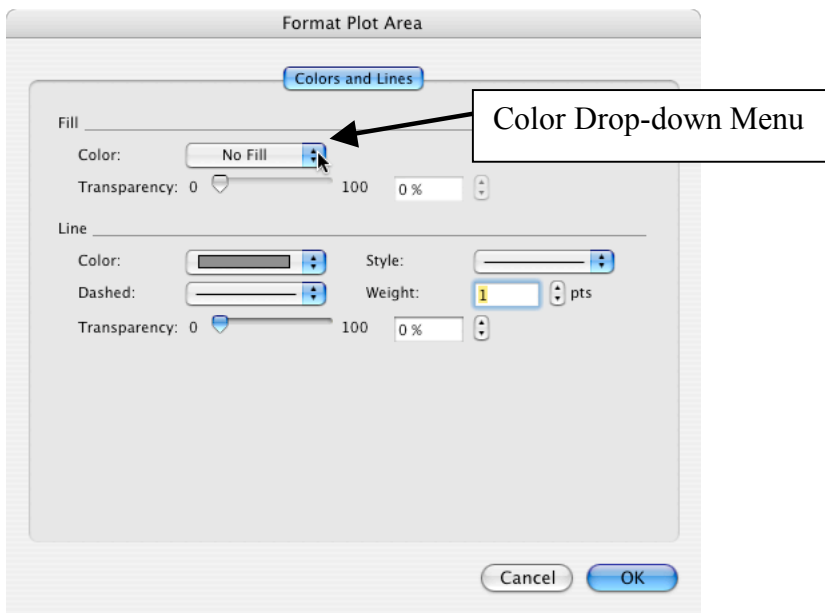 Format Plot Area
Colors and Lines
Color Drop-down Menu
Fill
Color: No Fill
Transparency: 0 100 0 %
Line
Color: Style:
Dashed: Weight: 1 pts
Transparency: 0 100 0 %
Cancel OK